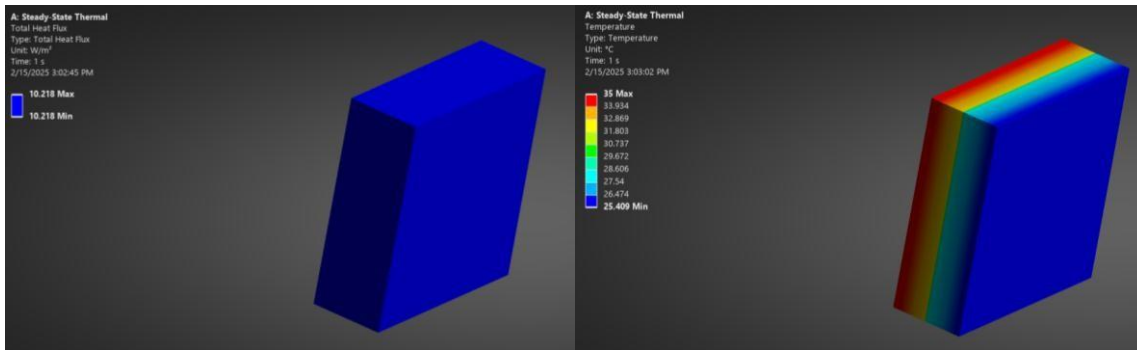 A: Steady-State Thermal
Total Heat Flux
Type: Total Heat Flux
Unit: W/m²
Time: 1 s
2/15/2025 3:02:45 PM
10.218 Max
10.218 Min
A: Steady-State Thermal
Temperature
Type: Temperature
Unit: °C
Time: 1 s
2/15/2025 3:03:02 PM
35 Max
33.934
32.869
31.803
30.737
29.672
28.606
27.54
26.474
25.409 Min